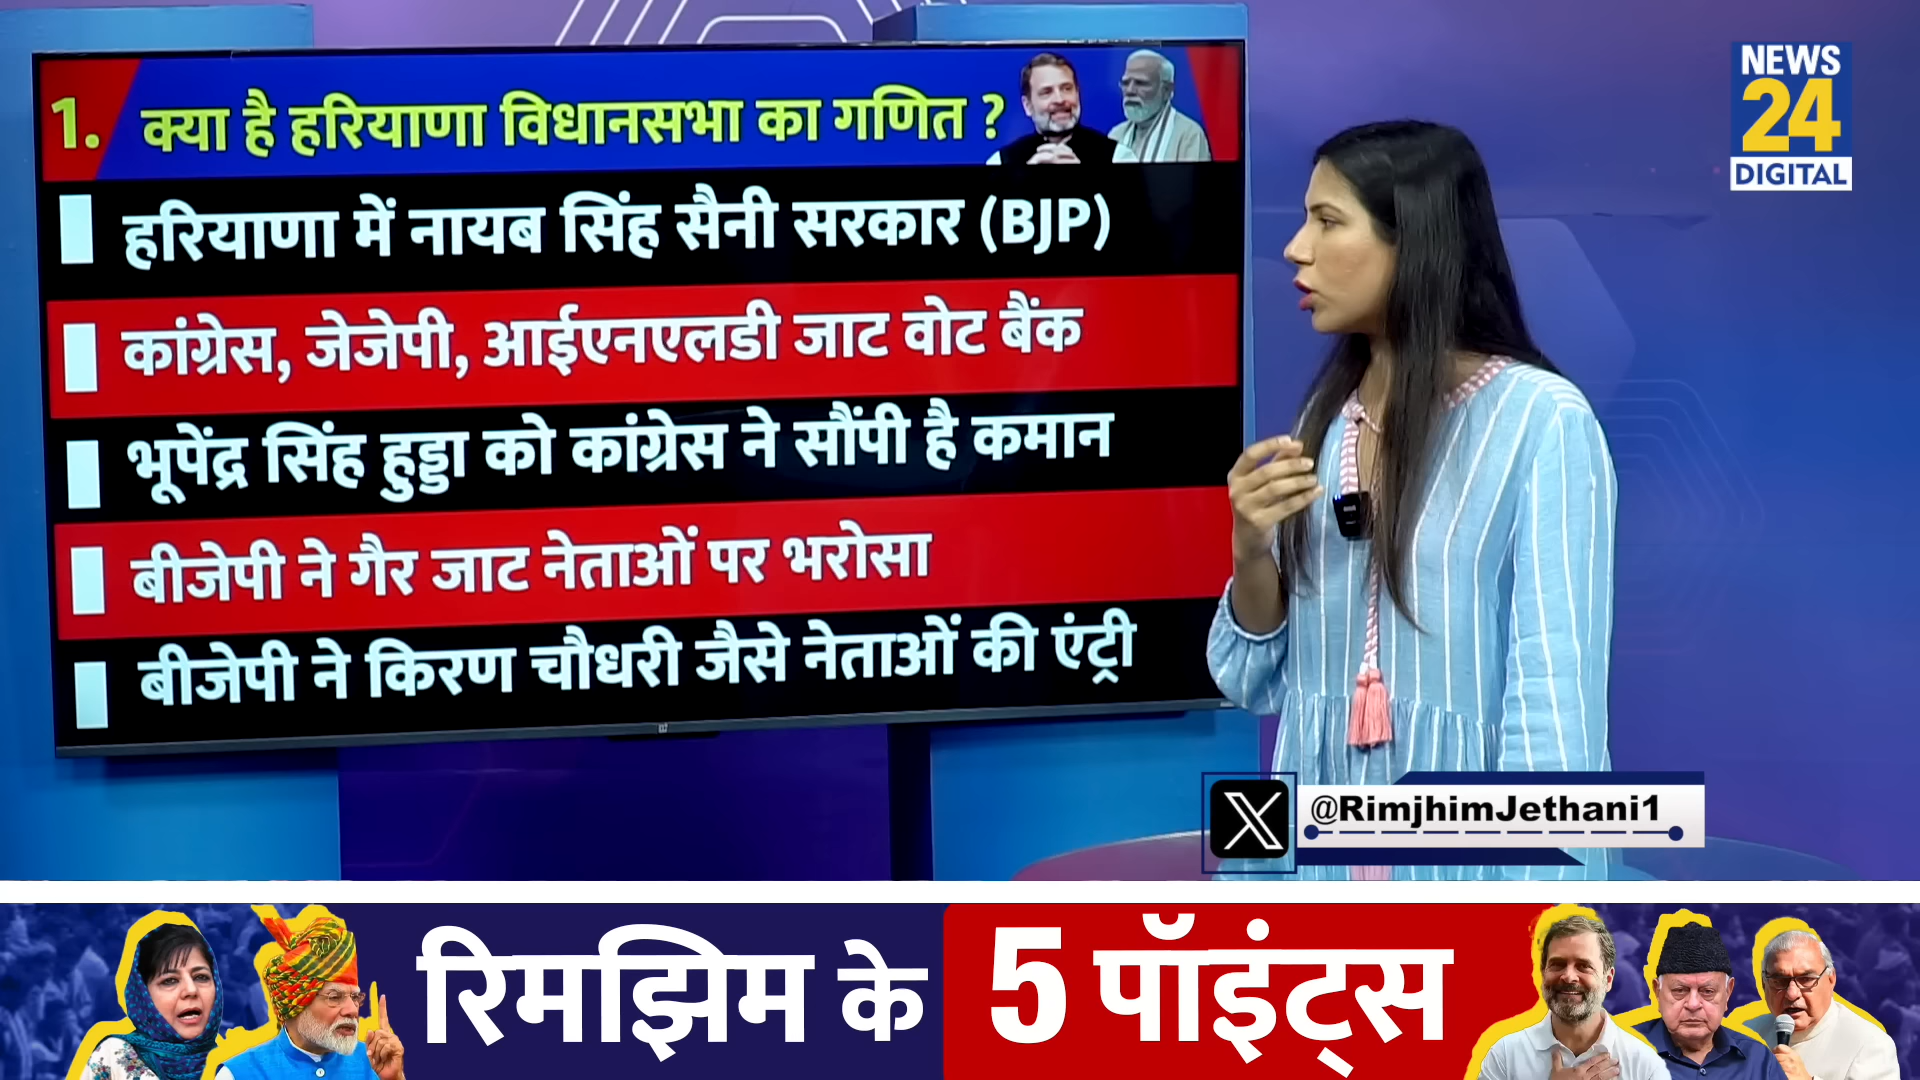 NEWS
24
DIGITAL
1. क्या है हरियाणा विधानसभा का गणित ?
हरियाणा में नायब सिंह सैनी सरकार (BJP)
कांग्रेस, जेजेपी, आईएनएलडी जाट वोट बैंक
भूपेंद्र सिंह हुड्डा को कांग्रेस ने सौंपी है कमान
बीजेपी ने गैर जाट नेताओं पर भरोसा
बीजेपी ने किरण चौधरी जैसे नेताओं की एंट्री
@RimjhimJethani1
रिमझिम के 5 पॉइंट्स